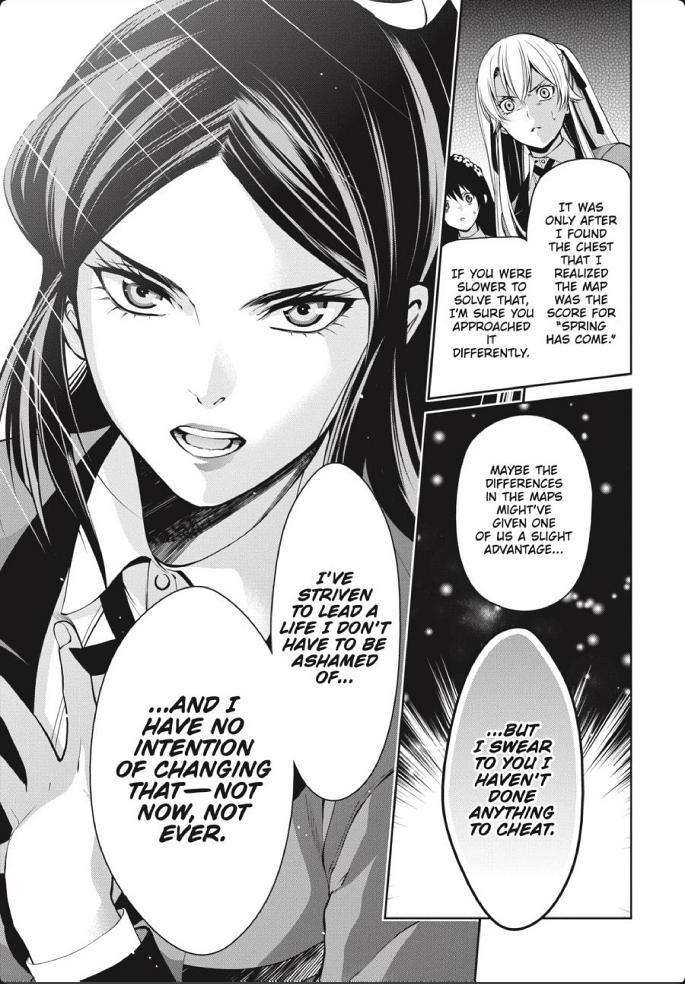 IT WAS
ONLY AFTER
I FOUND
THE CHEST
THAT I
REALIZED
THE MAP
WAS THE
SCORE FOR
"SPRING
HAS COME."
IF YOU WERE
SLOWER TO
SOLVE THAT,
I'M SURE YOU
APPROACHED
IT
DIFFERENTLY.
MAYBE THE
DIFFERENCES
IN THE MAPS
MIGHT'VE
GIVEN ONE
OF US A SLIGHT
ADVANTAGE...
...BUT
I SWEAR
TO YOU I
HAVEN'T
DONE
ANYTHING
TO CHEAT.
I'VE
STRIVEN
TO LEAD A
LIFE I DON'T
HAVE TO BE
ASHAMED
OF...
...AND I
HAVE NO
INTENTION
OF CHANGING
THAT—NOT
NOW, NOT
EVER.